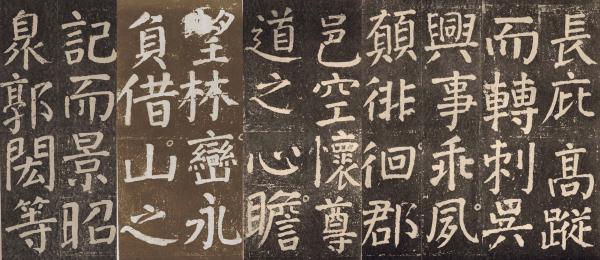 長庇高蹤
而轉刺吳
興事乖夙
願徘徊郡
邑空懷尊
道之心瞻
望林巒永
負借山之
記而景昭
臮郭閎等